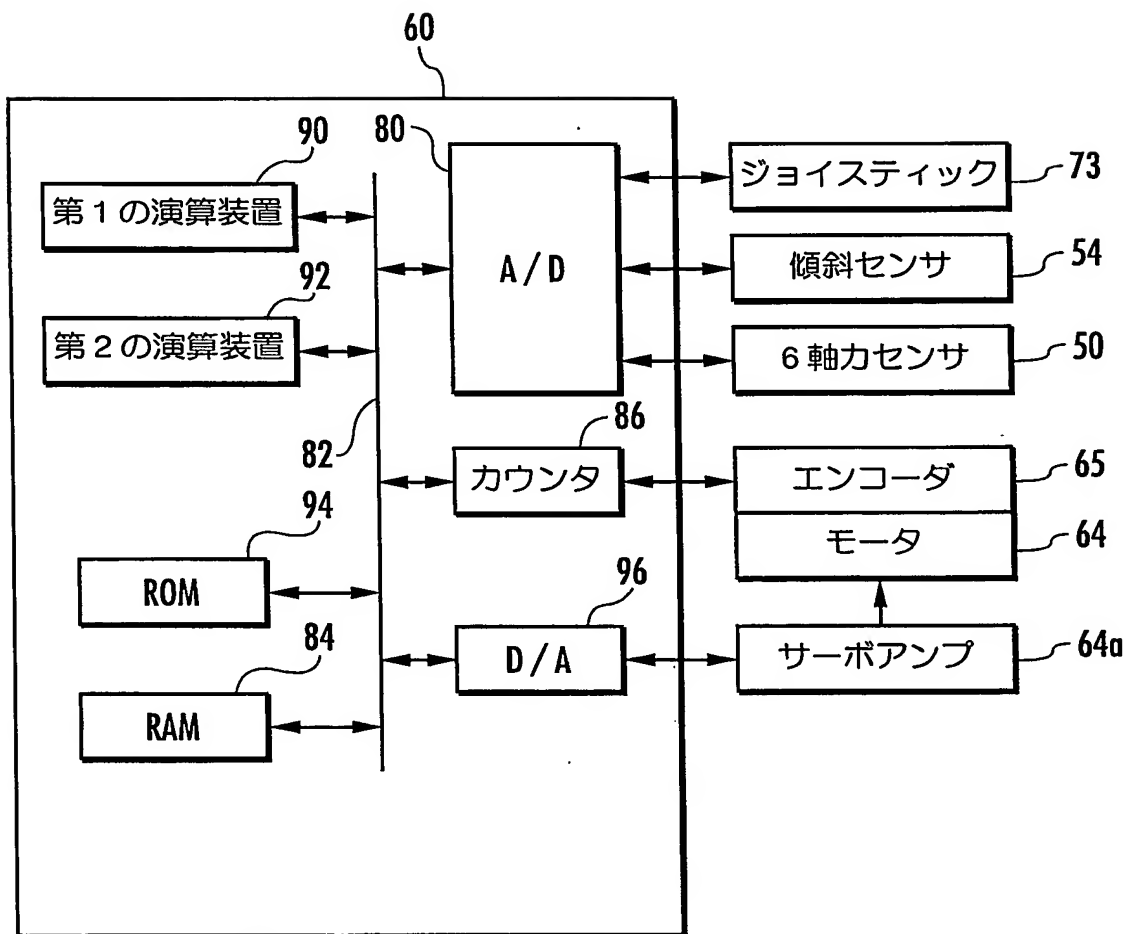 60
90
第1の演算装置
80
A/D
ジョイスティック
73
傾斜センサ
54
92
第2の演算装置
6軸力センサ
50
82
86
カウンタ
エンコーダ
65
モータ
64
94
ROM
96
D/A
サーボアンプ
64a
84
RAM